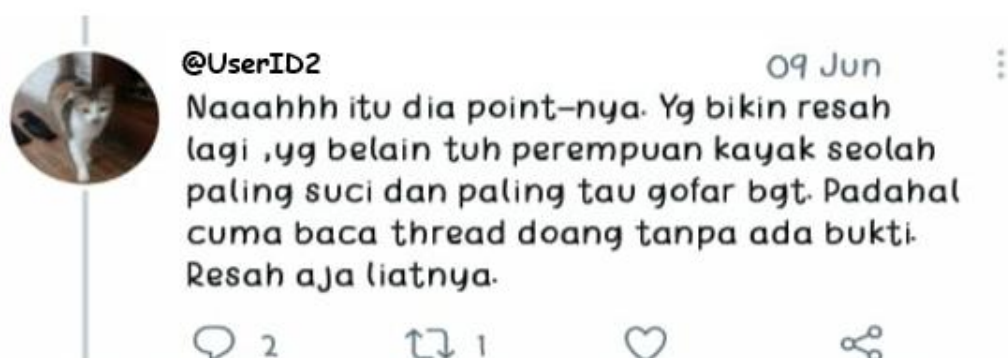 @UserID2
09 Jun
Naaahhh itu dia point-nya. Yg bikin resah
lagi ,yg belain tuh perempuan kayak seolah
paling suci dan paling tau gofar bgt. Padahal
cuma baca thread doang tanpa ada bukti.
Resah aja liatnya.
2
1